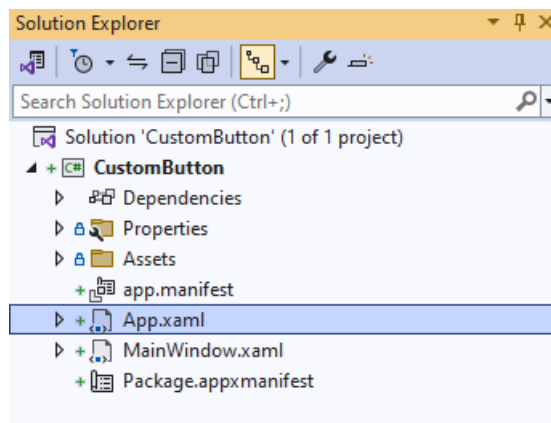 Solution Explorer
Search Solution Explorer (Ctrl+;)
Solution 'CustomButton' (1 of 1 project)
C# CustomButton
Dependencies
Properties
Assets
app.manifest
App.xaml
MainWindow.xaml
Package.appxmanifest